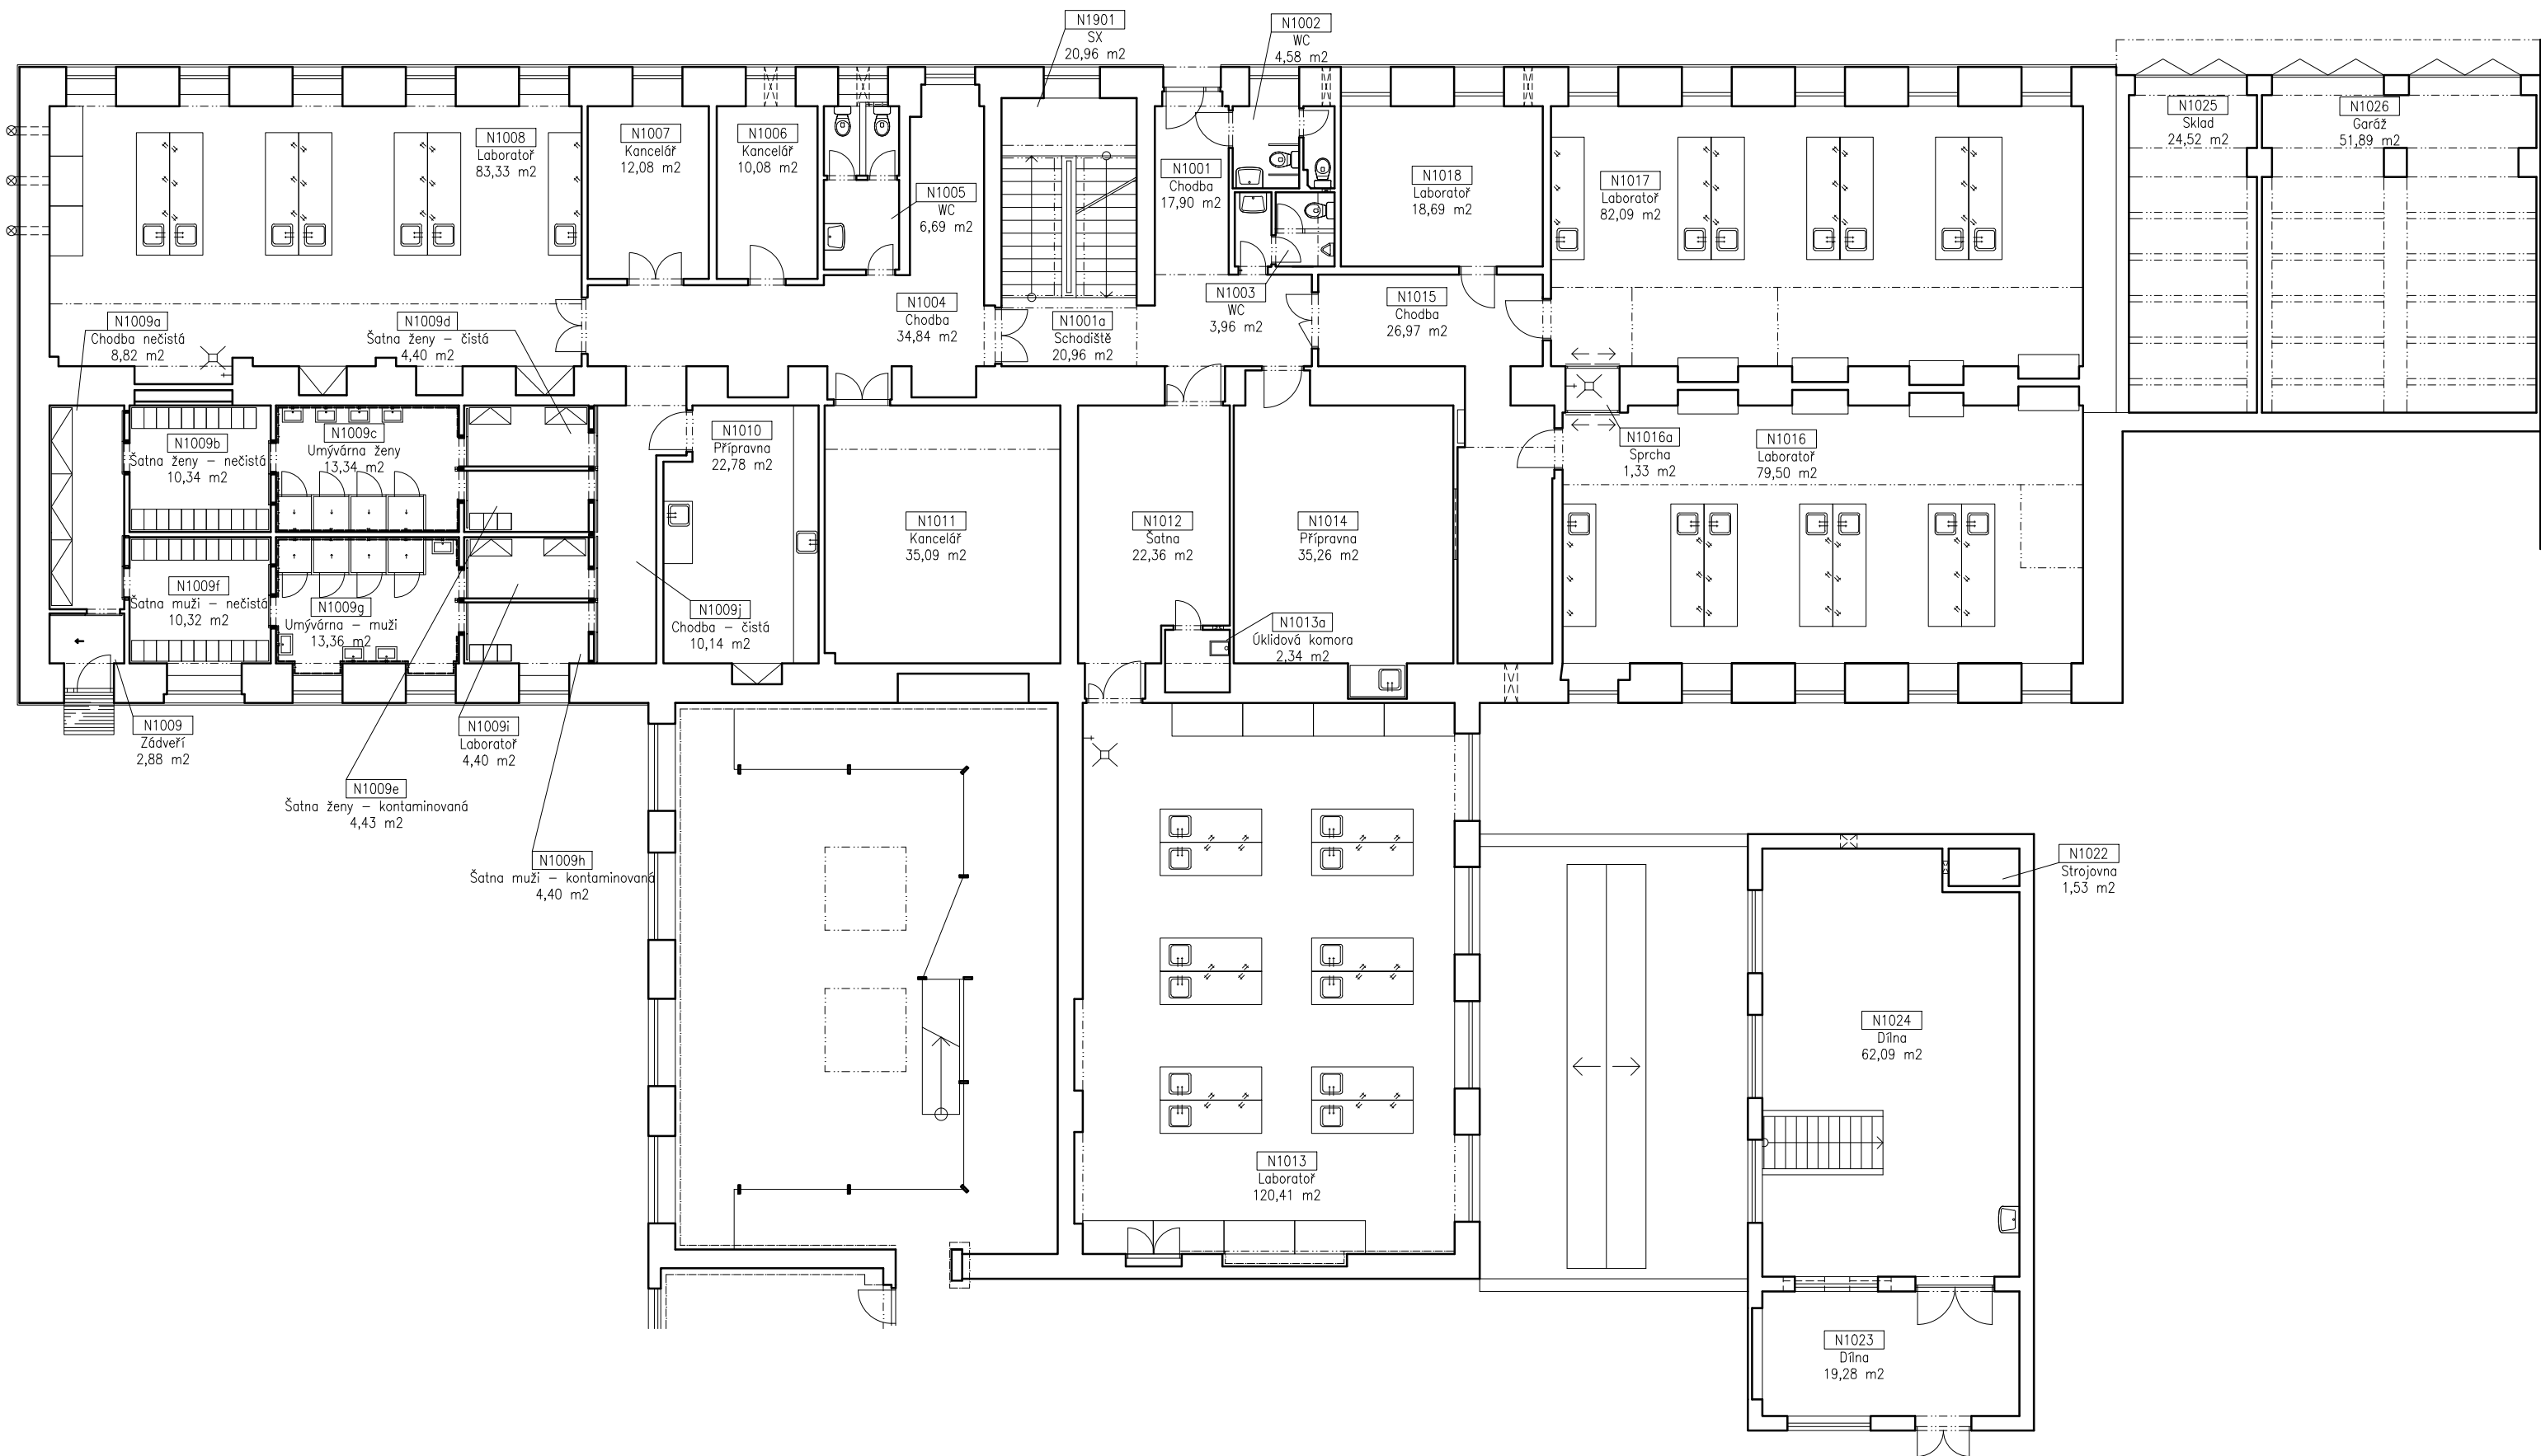 N1901
SX
20,96 m2
N1002
WC
4,58 m2
N1008
Laboratoř
83,33 m2
N1007
Kancelář
12,08 m2
N1006
Kancelář
10,08 m2
N1005
WC
6,69 m2
N1001
Chodba
17,90 m2
N1018
Laboratoř
18,69 m2
N1017
Laboratoř
82,09 m2
N1025
Sklad
24,52 m2
N1026
Garáž
51,89 m2
N1009a
Chodba nečistá
8,82 m2
N1009d
Šatna ženy – čistá
4,40 m2
N1004
Chodba
34,84 m2
N1001a
Schodiště
20,96 m2
N1003
WC
3,96 m2
N1015
Chodba
26,97 m2
N1009b
Šatna ženy – nečistá
10,34 m2
N1009c
Umývárna ženy
13,34 m2
N1010
Přípravna
22,78 m2
N1016a
Sprcha
1,33 m2
N1016
Laboratoř
79,50 m2
N1011
Kancelář
35,09 m2
N1012
Šatna
22,36 m2
N1014
Přípravna
35,26 m2
N1009f
Šatna muži – nečistá
10,32 m2
N1009g
Umývárna – muži
13,36 m2
N1009j
Chodba – čistá
10,14 m2
N1013a
Úklidová komora
2,34 m2
N1009
Zádveří
2,88 m2
N1009i
Laboratoř
4,40 m2
N1009e
Šatna ženy – kontaminovaná
4,43 m2
N1009h
Šatna muži – kontaminovaná
4,40 m2
N1022
Strojovna
1,53 m2
N1024
Dílna
62,09 m2
N1013
Laboratoř
120,41 m2
N1023
Dílna
19,28 m2